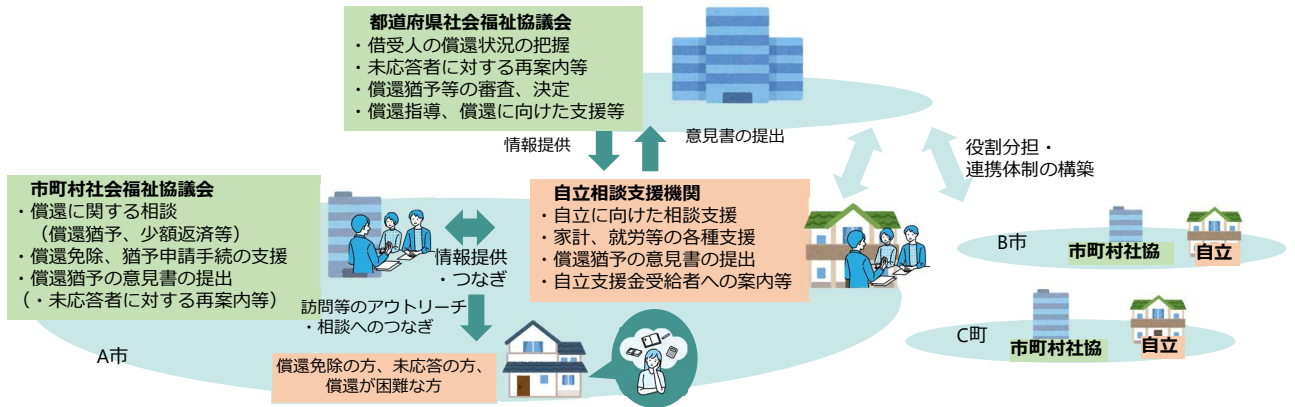 都道府県社会福祉協議会
・借受人の償還状況の把握
・未応答者に対する再案内等
・償還猶予等の審査、決定
・償還指導、償還に向けた支援等
情報提供
意見書の提出
役割分担・
連携体制の構築
市町村社会福祉協議会
・償還に関する相談
（償還猶予、少額返済等）
・償還免除、猶予申請手続の支援
・償還猶予の意見書の提出
（・未応答者に対する再案内等）
情報提供
・つなぎ
自立相談支援機関
・自立に向けた相談支援
・家計、就労等の各種支援
・償還猶予の意見書の提出
・自立支援金受給者への案内等
訪問等のアウトリーチ
・相談へのつなぎ
A市
償還免除の方、未応答の方、
償還が困難な方
B市
市町村社協
自立
C町
市町村社協
自立